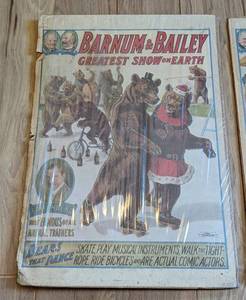 BARNUM & BAILEY
GREATEST SHOW ON EARTH
ANIMAL TRAINERS
BEARS
THAT DANCE
SKATE, PLAY MUSICAL INSTRUMENTS, WALK THE TIGHT-
ROPE, RIDE BICYCLES AND ARE ACTUAL COMIC ACTORS